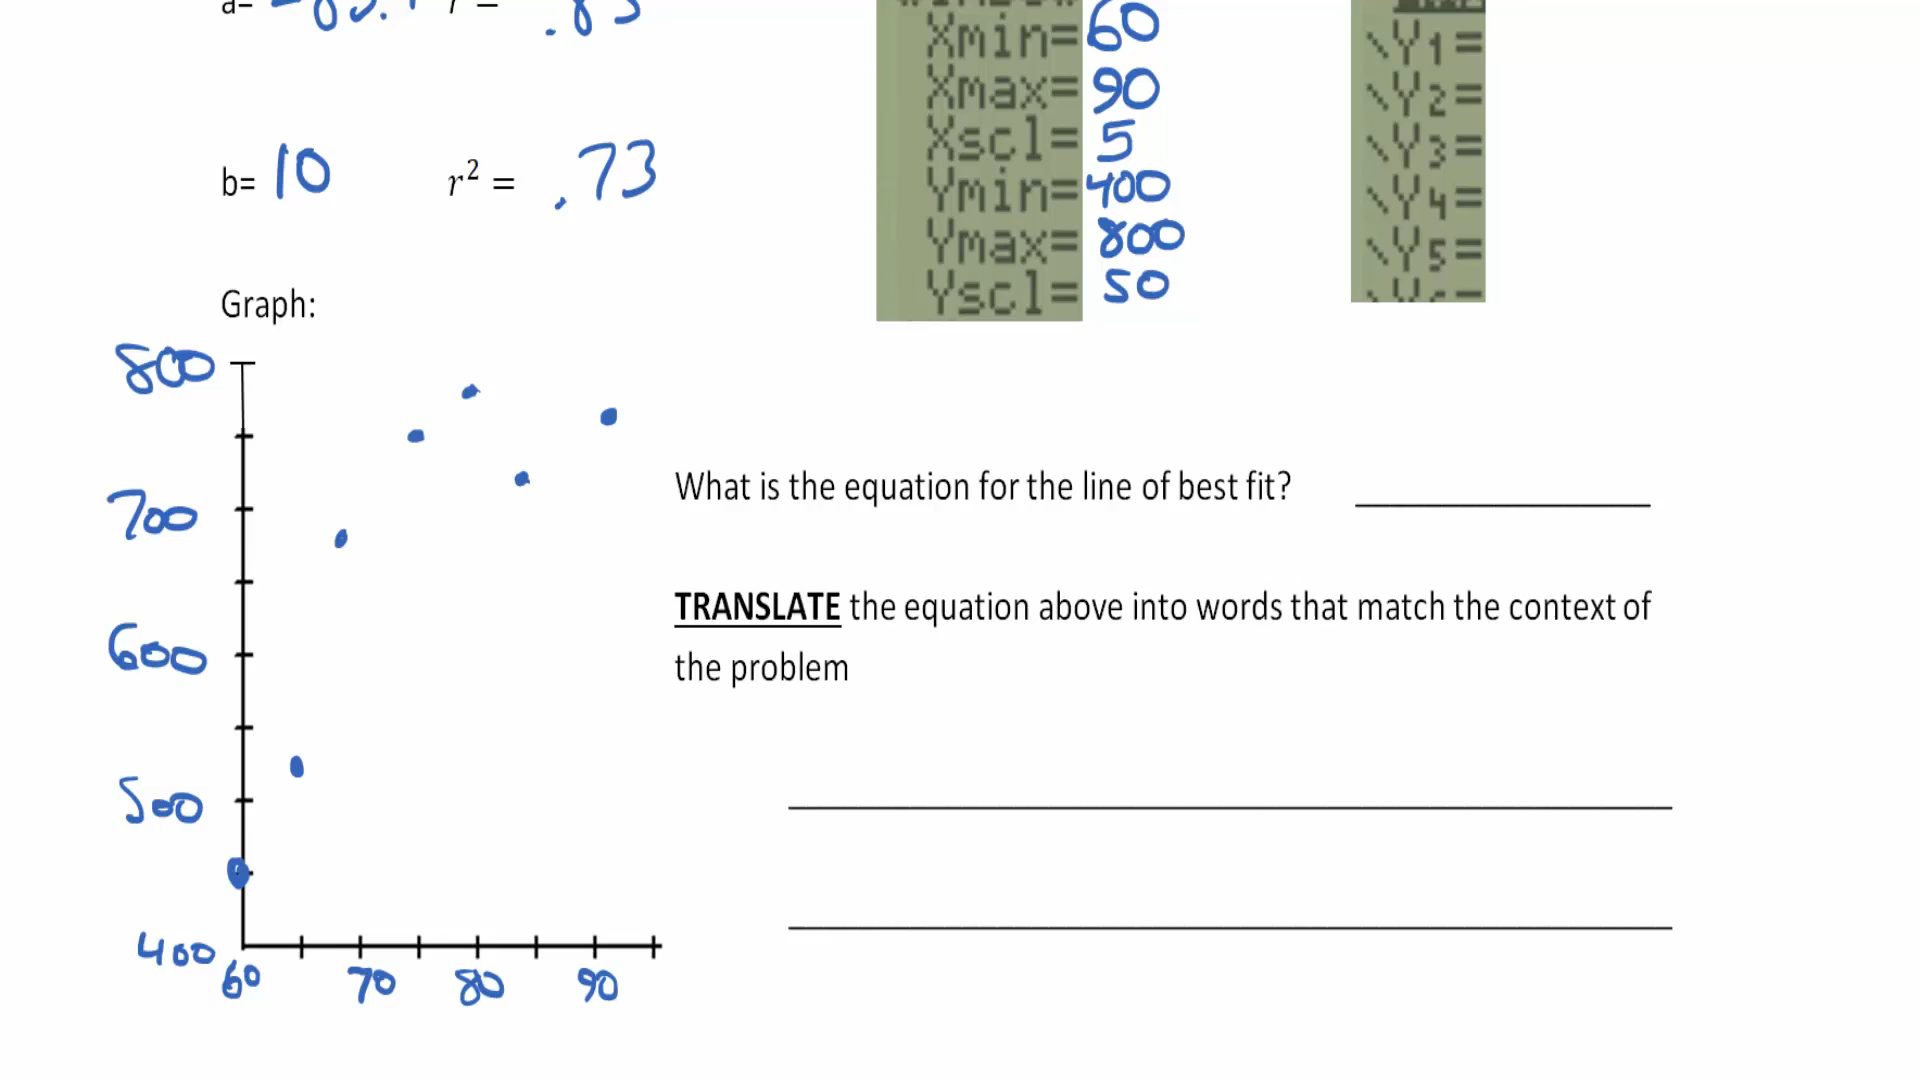 a=
b= 10 r² = .73
Xmin=60
Xmax=90
Xscl= 5
Ymin=400
Ymax= 800
Yscl= 50
\Y1=
\Y2=
\Y3=
\Y4=
\Y5=
Graph:
800
700
600
500
400
60 70 80 90
What is the equation for the line of best fit?
TRANSLATE the equation above into words that match the context of
the problem